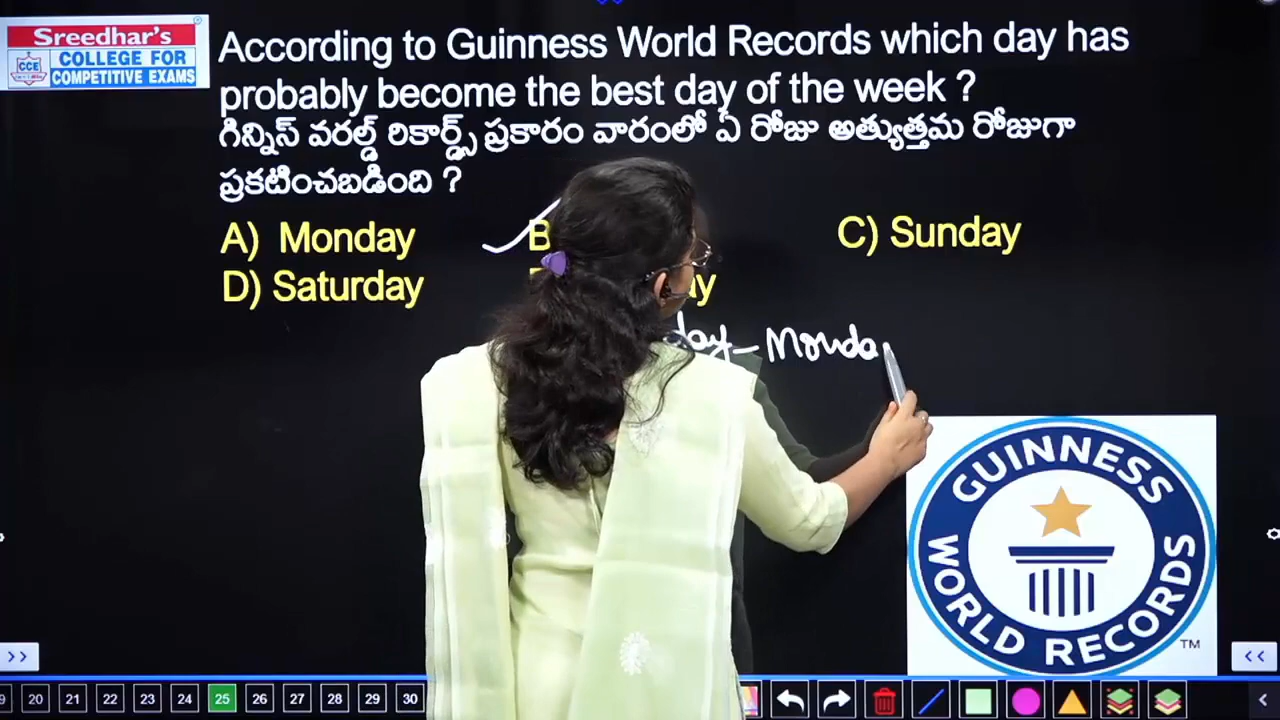 Sreedhar's
CCE
COLLEGE FOR
COMPETITIVE EXAMS
According to Guinness World Records which day has
probably become the best day of the week ?
గిన్నిస్ వరల్డ్ రికార్డ్స్ ప్రకారం వారంలో ఏ రోజు అత్యుత్తమ రోజుగా
ప్రకటించబడింది ?
A) Monday B C) Sunday
D) Saturday ay
day - Monda
GUINNESS
WORLD RECORDS
TM
>> <<
20 21 22 23 24 25 26 27 28 29 30